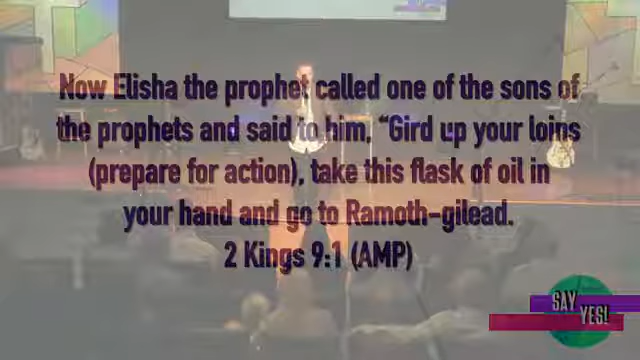 Now Elisha the prophet called one of the sons of
the prophets and said to him, “Gird up your loins
(prepare for action), take this flask of oil in
your hand and go to Ramoth-gilead.
2 Kings 9:1 (AMP)
SAY
YES!